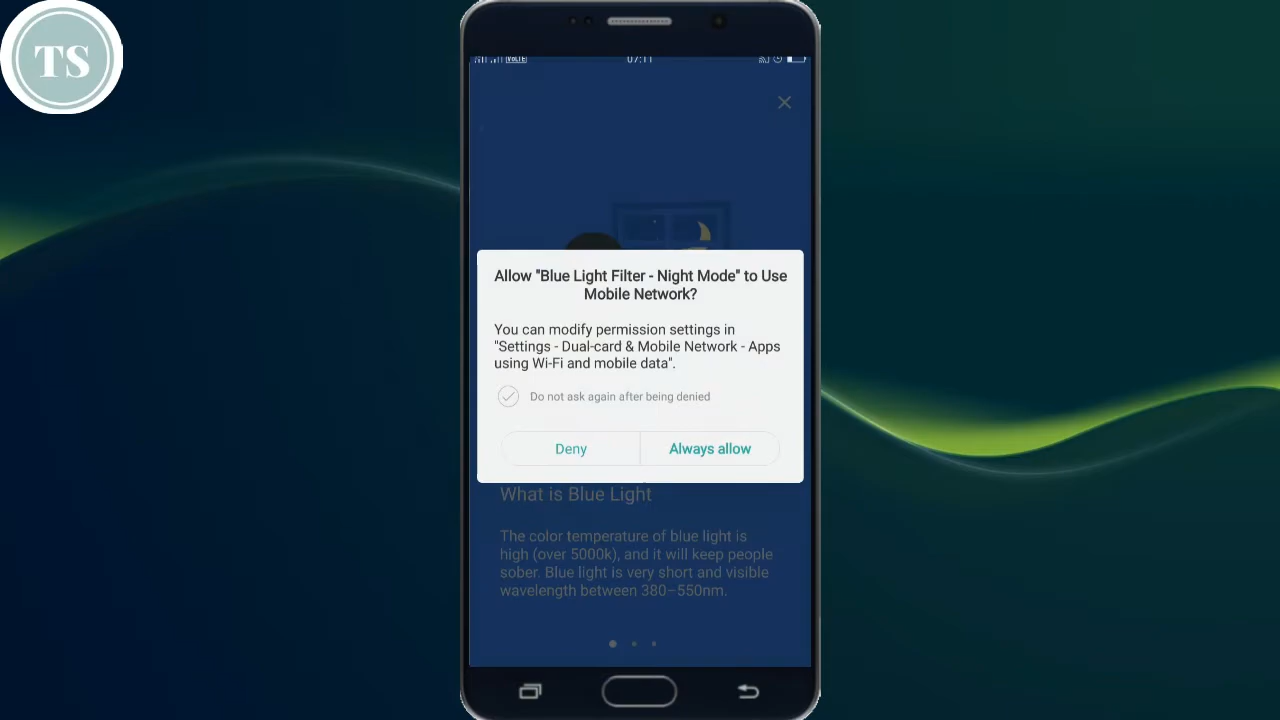 TS
VOLTE
07:11
Allow "Blue Light Filter - Night Mode" to Use
Mobile Network?
You can modify permission settings in
"Settings - Dual-card & Mobile Network - Apps
using Wi-Fi and mobile data".
Do not ask again after being denied
Deny
Always allow
What is Blue Light
The color temperature of blue light is
high (over 5000k), and it will keep people
sober. Blue light is very short and visible
wavelength between 380–550nm.